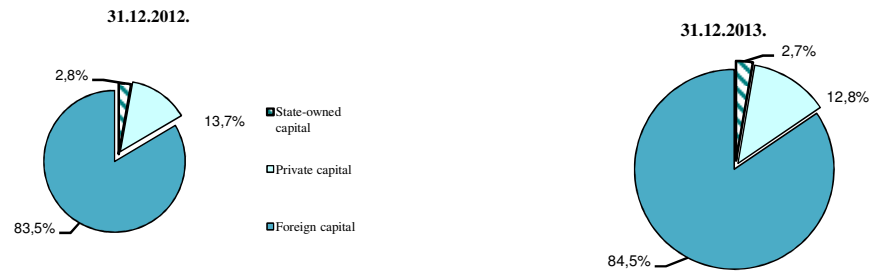 31.12.2012.
2,8%
13,7%
83,5%
State-owned
capital
Private capital
Foreign capital
31.12.2013.
2,7%
12,8%
84,5%